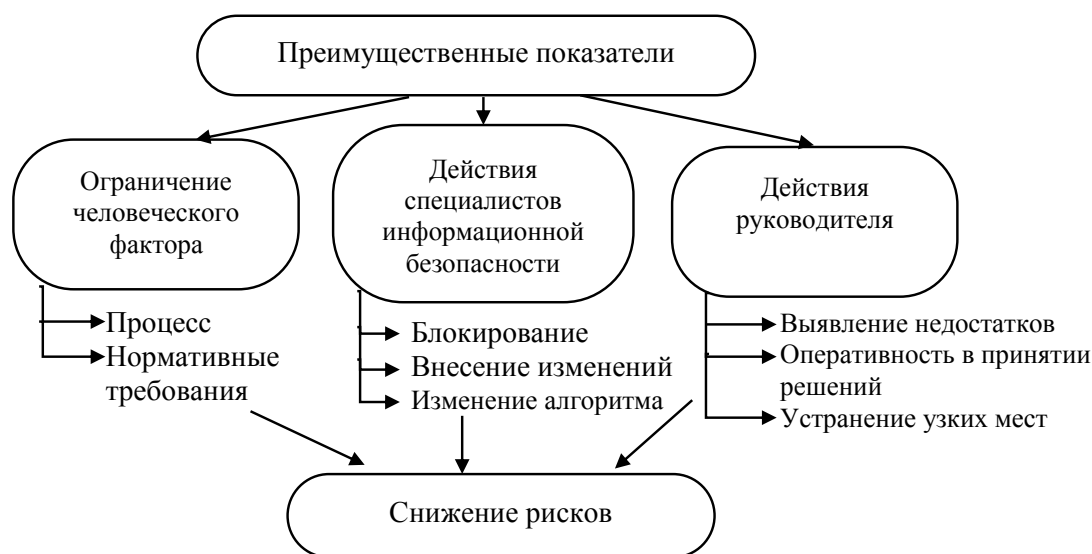 Преимущественные показатели
Ограничение
человеческого
фактора
Процесс
Нормативные
требования
Действия
специалистов
информационной
безопасности
Блокирование
Внесение изменений
Изменение алгоритма
Действия
руководителя
Выявление недостатков
Оперативность в принятии
решений
Устранение узких мест
Снижение рисков